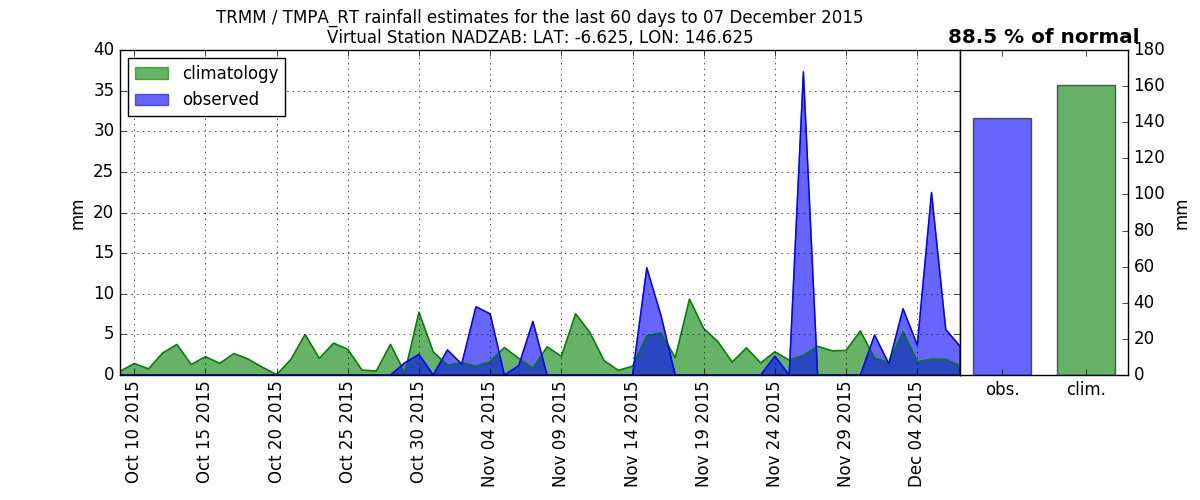 TRMM / TMPA_RT rainfall estimates for the last 60 days to 07 December 2015
Virtual Station NADZAB: LAT: -6.625, LON: 146.625
88.5 % of normal
climatology
observed
40
35
30
25
20
15
10
5
0
mm
Oct 10 2015
Oct 15 2015
Oct 20 2015
Oct 25 2015
Oct 30 2015
Nov 04 2015
Nov 09 2015
Nov 14 2015
Nov 19 2015
Nov 24 2015
Nov 29 2015
Dec 04 2015
obs.
clim.
180
160
140
120
100
80
60
40
20
0
mm